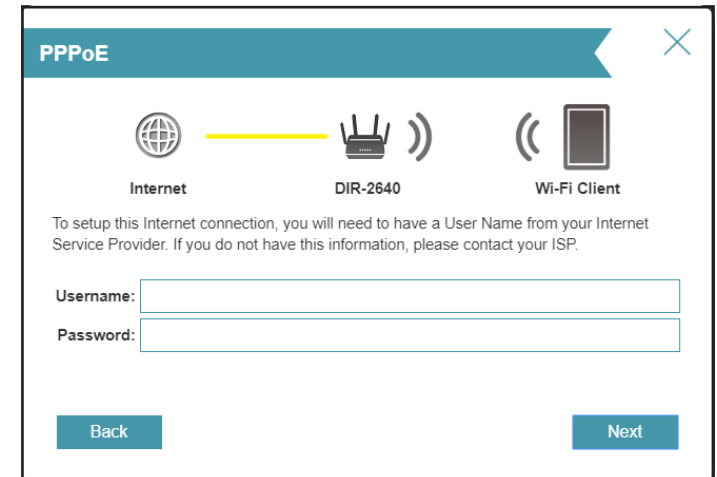 PPPoE
Internet
DIR-2640
Wi-Fi Client
To setup this Internet connection, you will need to have a User Name from your Internet
Service Provider. If you do not have this information, please contact your ISP.
Username:
Password:
Back
Next